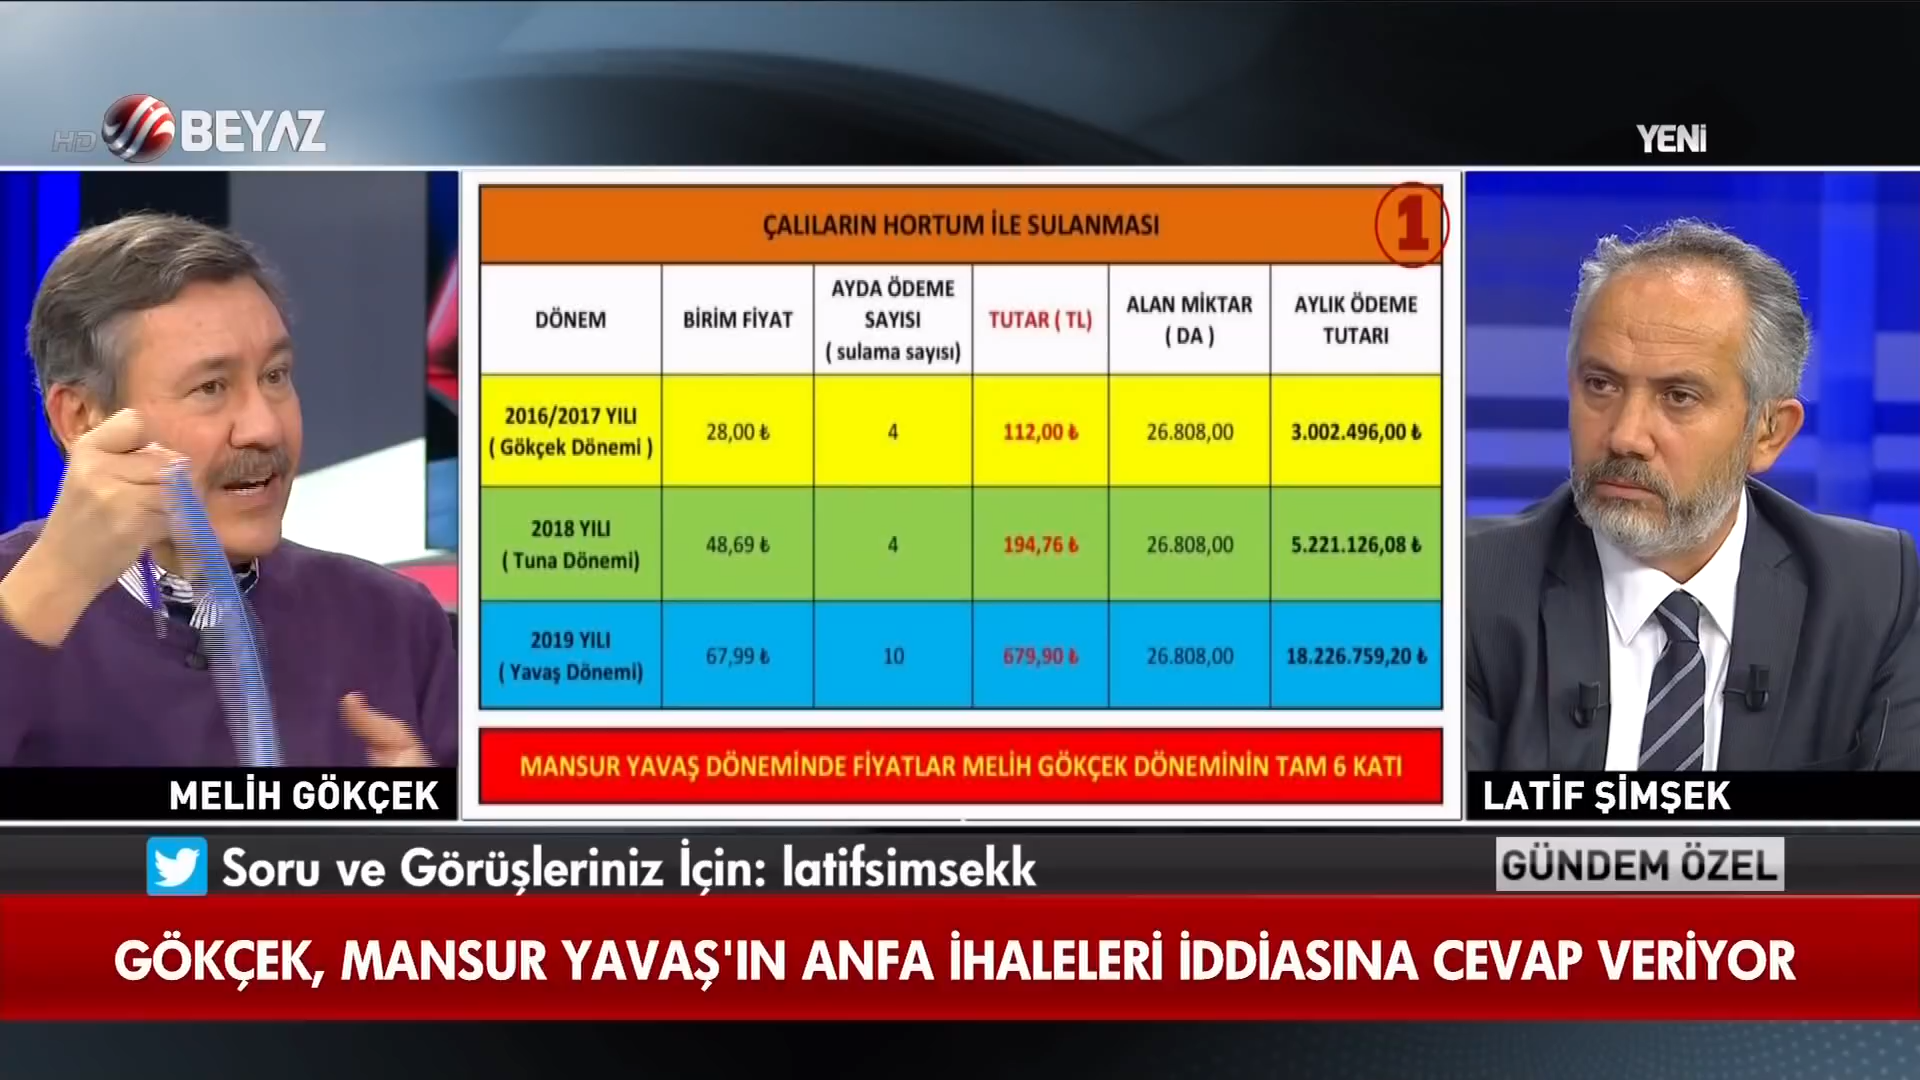 HD BEYAZ
YENİ
ÇALILARIN HORTUM İLE SULANMASI
1
DÖNEM
BİRİM FİYAT
AYDA ÖDEME
SAYISI
( sulama sayısı)
TUTAR ( TL)
ALAN MİKTAR
( DA )
AYLIK ÖDEME
TUTARI
2016/2017 YILI
( Gökçek Dönemi )
28,00 ₺
4
112,00 ₺
26.808,00
3.002.496,00 ₺
2018 YILI
( Tuna Dönemi)
48,69 ₺
4
194,76 ₺
26.808,00
5.221.126,08 ₺
2019 YILI
( Yavaş Dönemi)
67,99 ₺
10
679,90 ₺
26.808,00
18.226.759,20 ₺
MANSUR YAVAŞ DÖNEMİNDE FİYATLAR MELİH GÖKÇEK DÖNEMİNİN TAM 6 KATI
MELİH GÖKÇEK
LATİF ŞİMŞEK
Soru ve Görüşleriniz İçin: latifsimsekk
GÜNDEM ÖZEL
GÖKÇEK, MANSUR YAVAŞ'IN ANFA İHALELERİ İDDİASINA CEVAP VERİYOR